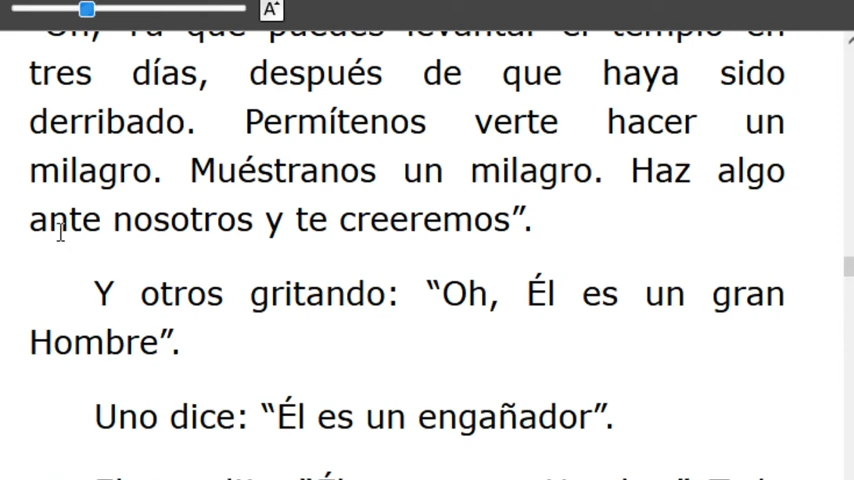 A
tres días, después de que haya sido
derribado. Permítenos verte hacer un
milagro. Muéstranos un milagro. Haz algo
ante nosotros y te creeremos”.
Y otros gritando: “Oh, Él es un gran
Hombre”.
Uno dice: “Él es un engañador”.